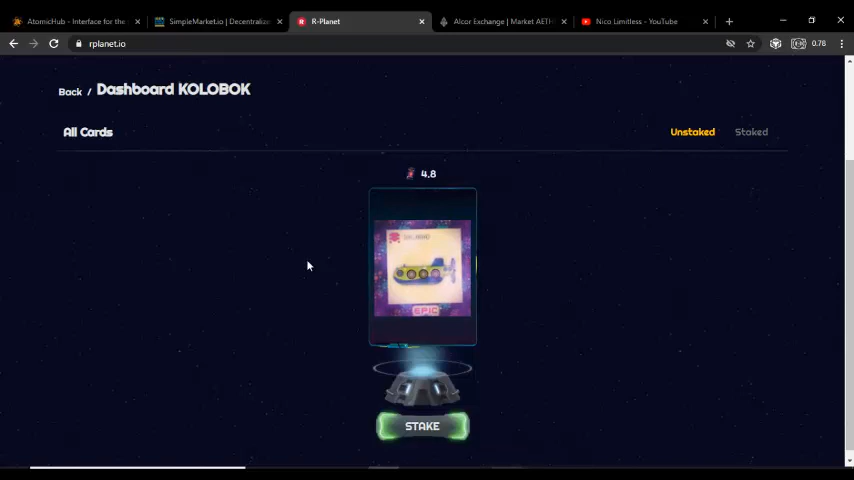 AtomicHub - Interface for the
SimpleMarket.io | Decentraliz
R-Planet
Alcor Exchange | Market AETH
Nico Limitless - YouTube
rplanet.io
0.78
Back / Dashboard KOLOBOK
All Cards
Unstaked
Staked
4.8
EPIC
STAKE